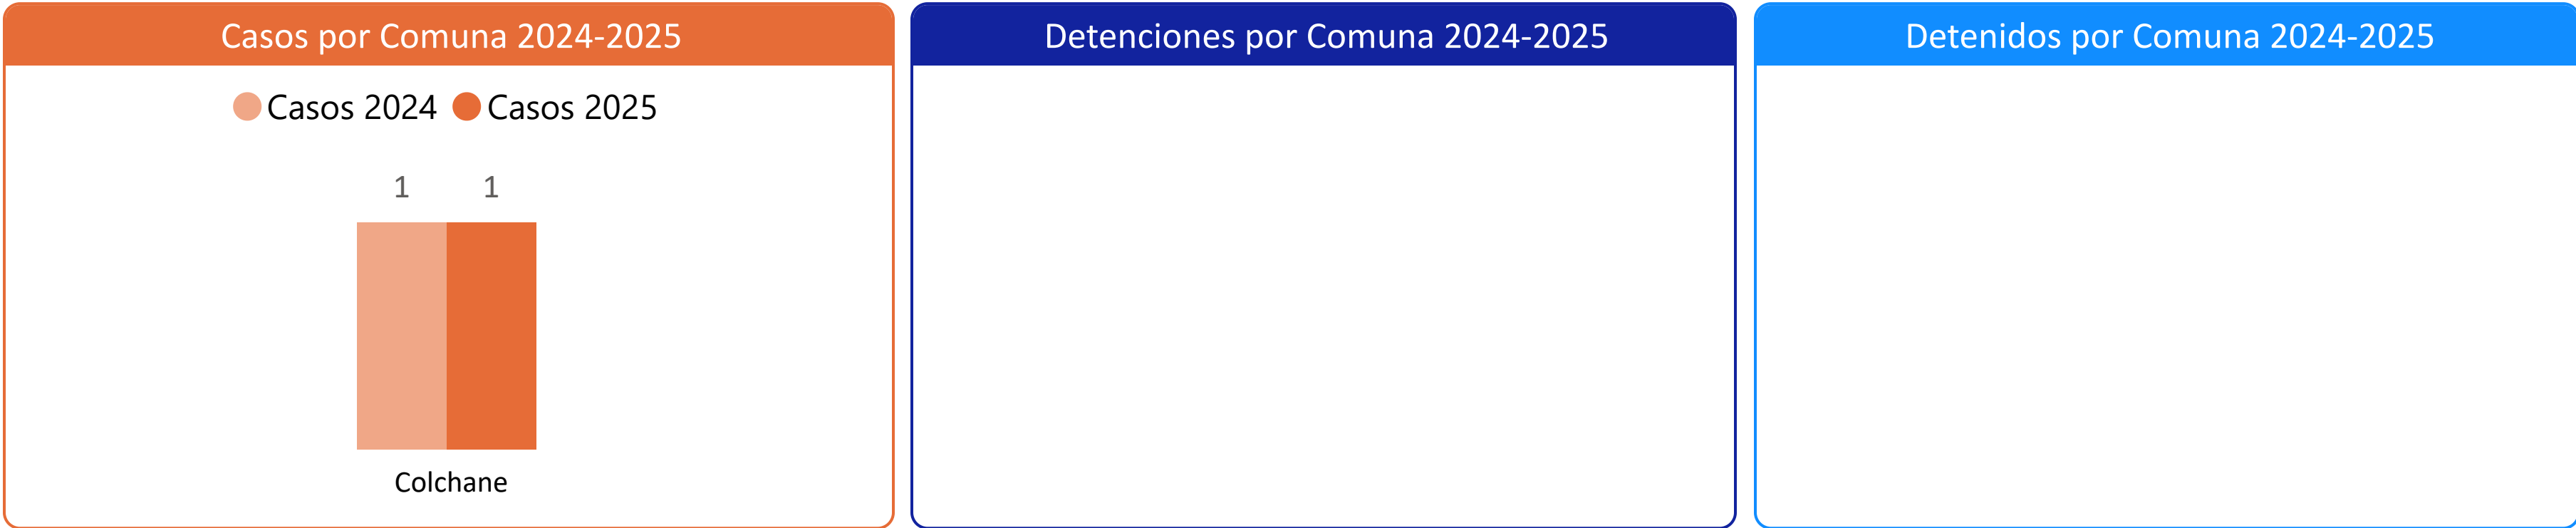 Casos por Comuna 2024-2025
Casos 2024 Casos 2025
1 1
Colchane
Detenciones por Comuna 2024-2025
Detenidos por Comuna 2024-2025